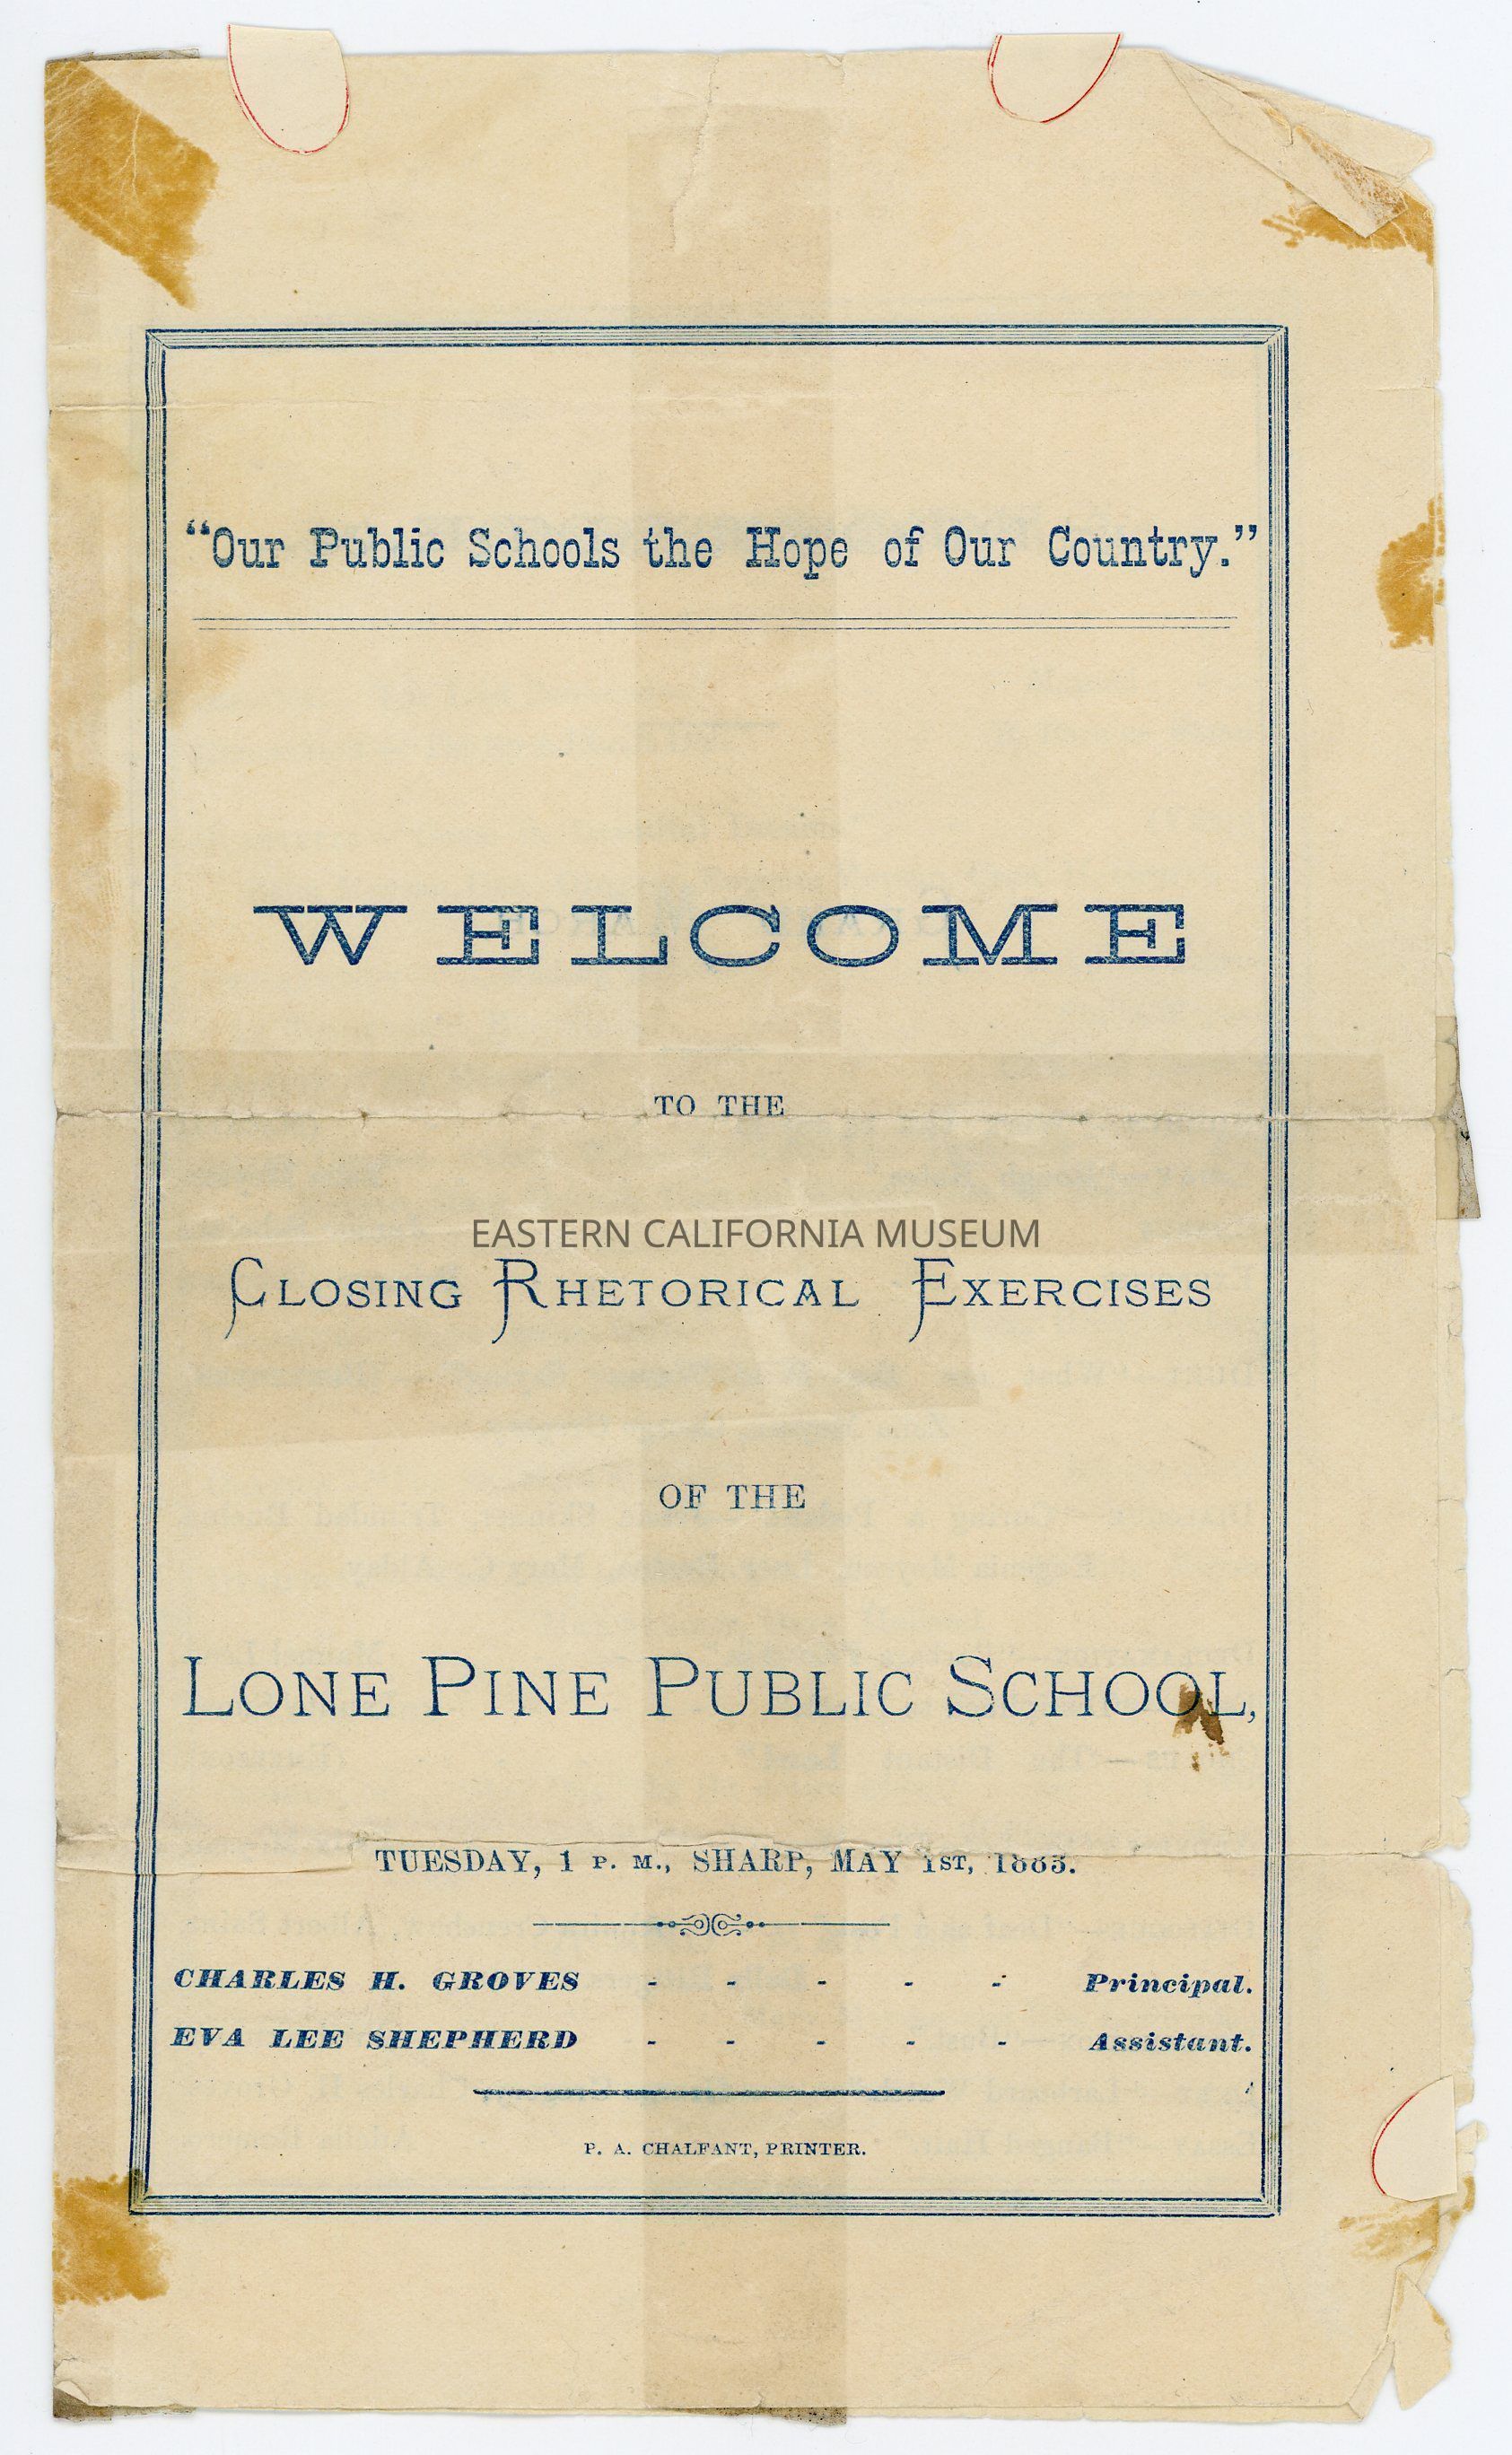 “Our Public Schools the Hope of Our Country.”
WELCOME
TO THE
EASTERN CALIFORNIA MUSEUM
CLOSING RHETORICAL EXERCISES
OF THE
LONE PINE PUBLIC SCHOOL,
TUESDAY, 1 P. M., SHARP, MAY 1ST, 1883.
CHARLES H. GROVES - - - - - Principal.
EVA LEE SHEPHERD - - - - - Assistant.
P. A. CHALFANT, PRINTER.